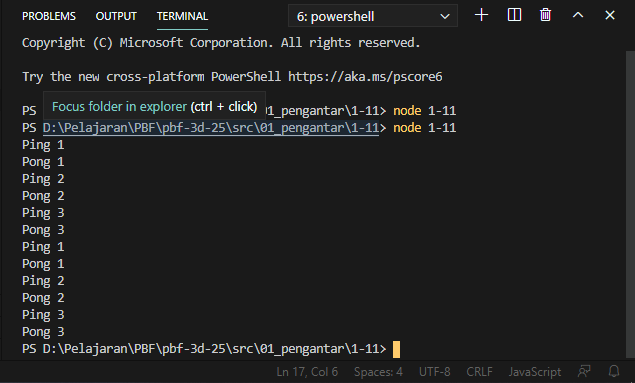 PROBLEMS OUTPUT TERMINAL 6: powershell
Copyright (C) Microsoft Corporation. All rights reserved.
Try the new cross-platform PowerShell https://aka.ms/pscore6
Focus folder in explorer (ctrl + click)
PS 01_pengantar\1-11> node 1-11
PS D:\Pelajaran\PBF\pbf-3d-25\src\01_pengantar\1-11> node 1-11
Ping 1
Pong 1
Ping 2
Pong 2
Ping 3
Pong 3
Ping 1
Pong 1
Ping 2
Pong 2
Ping 3
Pong 3
PS D:\Pelajaran\PBF\pbf-3d-25\src\01_pengantar\1-11>
Ln 17, Col 6 Spaces: 4 UTF-8 CRLF JavaScript